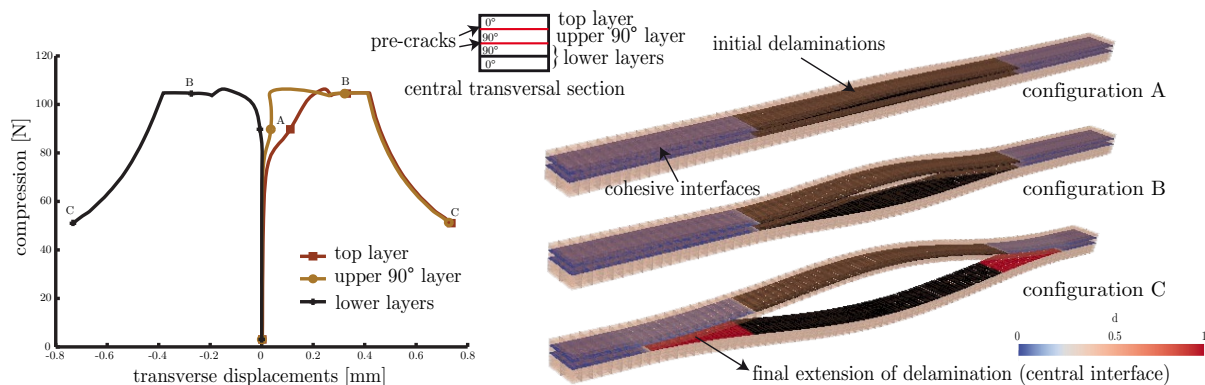 0°
90°
90°
0°
top layer
upper 90° layer
} lower layers
pre-cracks
central transversal section
120
100
80
60
40
20
0
compression [N]
B
B
A
C
C
0
top layer
upper 90° layer
lower layers
-0.8
-0.6
-0.4
-0.2
0
0.2
0.4
0.6
0.8
transverse displacements [mm]
initial delaminations
configuration A
cohesive interfaces
configuration B
configuration C
d
0
0.5
1
final extension of delamination (central interface)